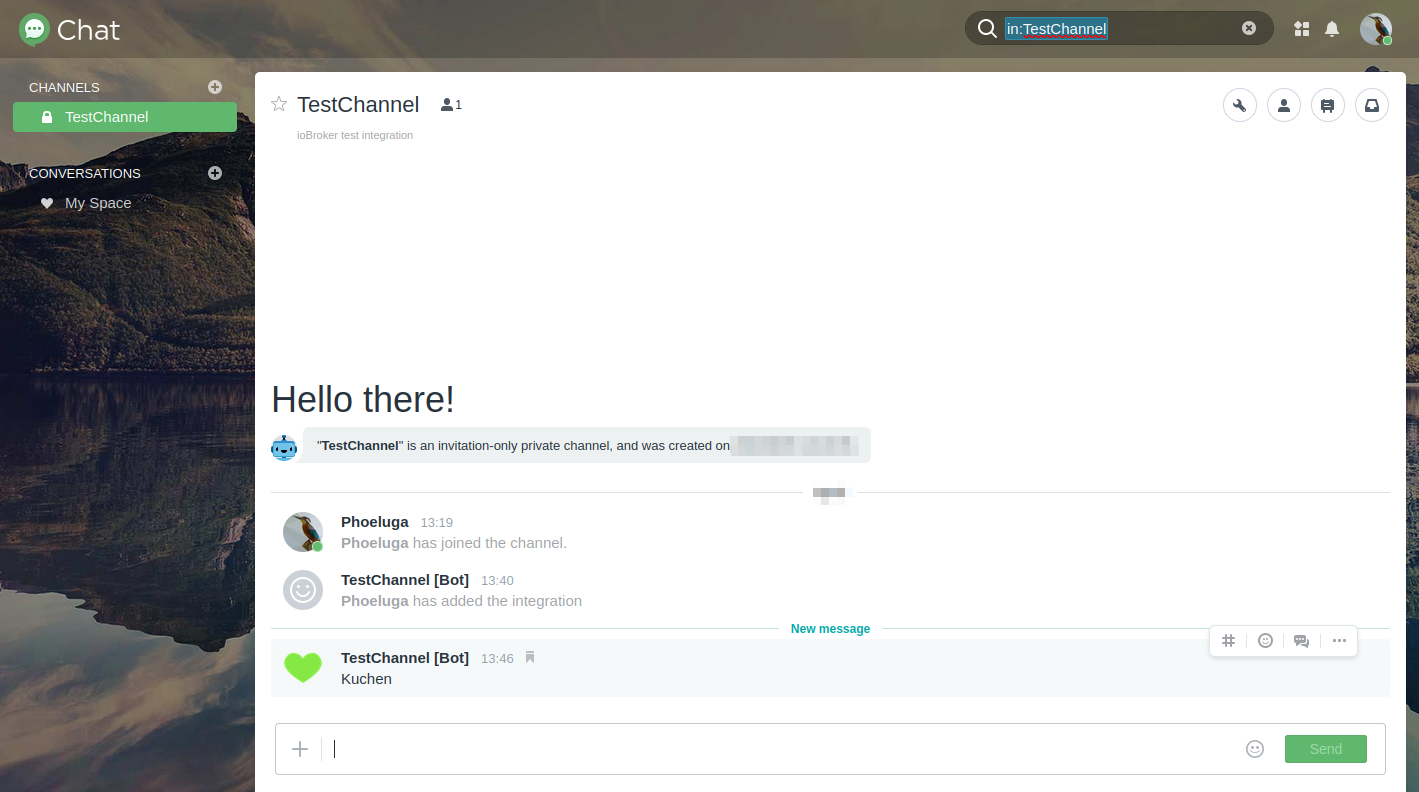 Chat
in:TestChannel
CHANNELS
TestChannel
CONVERSATIONS
My Space
TestChannel 1
ioBroker test integration
Hello there!
"TestChannel" is an invitation-only private channel, and was created on
Phoeluga 13:19
Phoeluga has joined the channel.
TestChannel [Bot] 13:40
Phoeluga has added the integration
New message
TestChannel [Bot] 13:46
Kuchen
Send